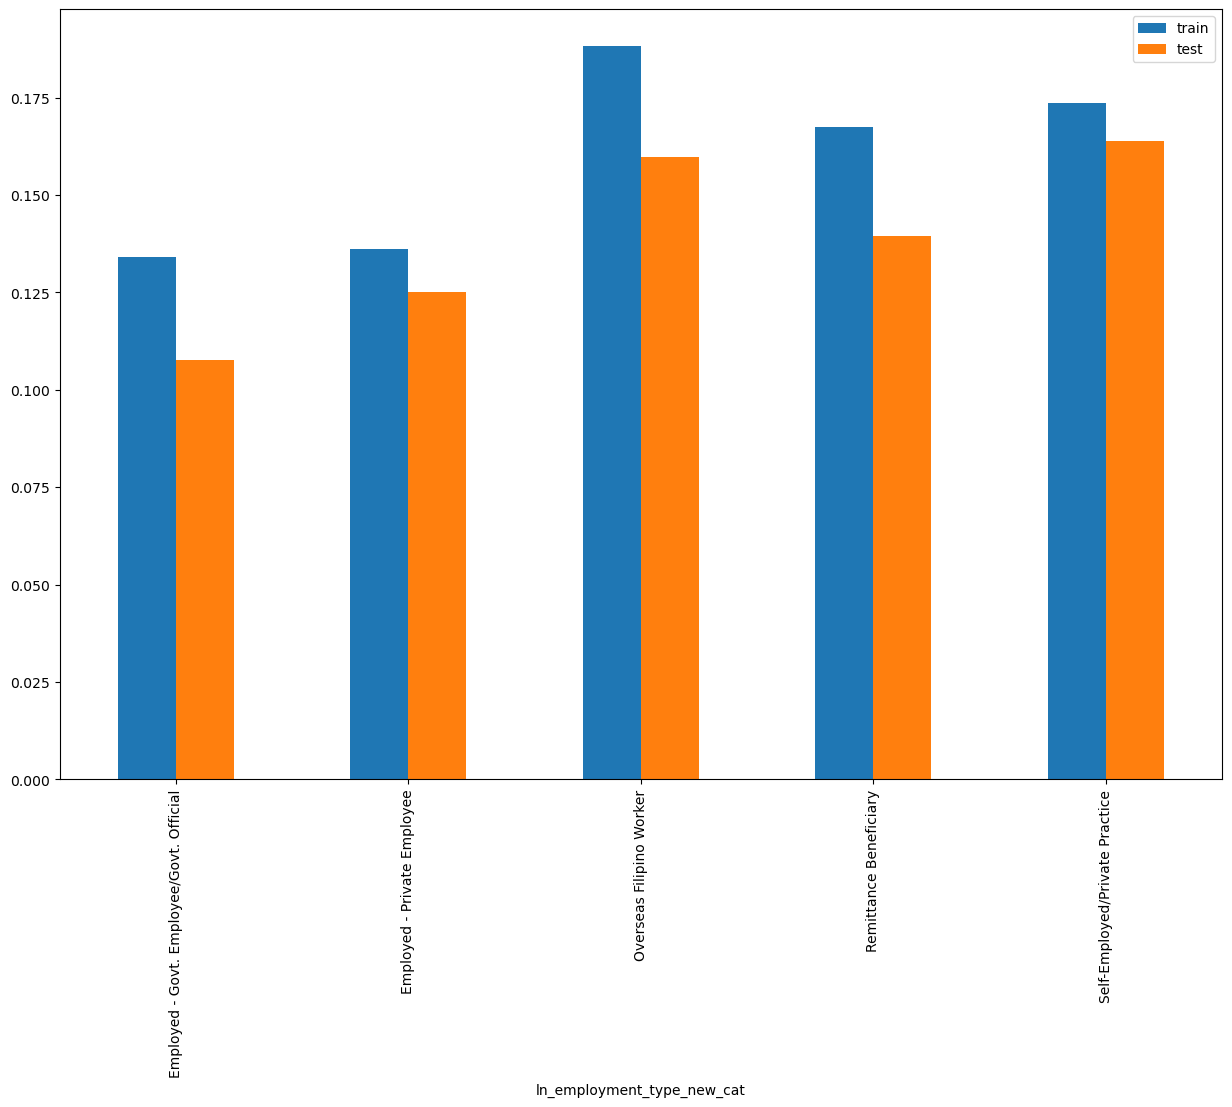 train
test
0.175
0.150
0.125
0.100
0.075
0.050
0.025
0.000
Employed - Govt. Employee/Govt. Official
Employed - Private Employee
Overseas Filipino Worker
Remittance Beneficiary
Self-Employed/Private Practice
ln_employment_type_new_cat